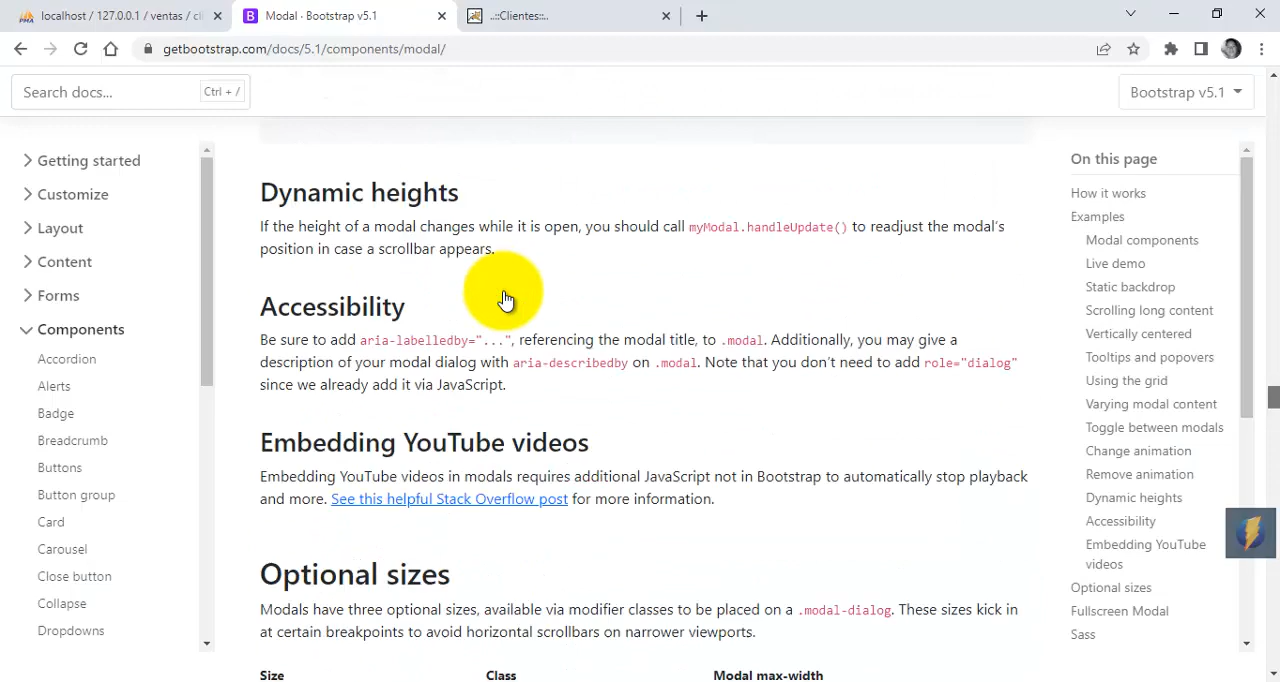 localhost / 127.0.0.1 / ventas / cli
Modal · Bootstrap v5.1
..::Clientes::..
getbootstrap.com/docs/5.1/components/modal/
Search docs...
Ctrl + /
Bootstrap v5.1
Getting started
Customize
Layout
Content
Forms
Components
Accordion
Alerts
Badge
Breadcrumb
Buttons
Button group
Card
Carousel
Close button
Collapse
Dropdowns
Dynamic heights
If the height of a modal changes while it is open, you should call myModal.handleUpdate() to readjust the modal’s
position in case a scrollbar appears.
Accessibility
Be sure to add aria-labelledby="...", referencing the modal title, to .modal. Additionally, you may give a
description of your modal dialog with aria-describedby on .modal. Note that you don’t need to add role="dialog"
since we already add it via JavaScript.
Embedding YouTube videos
Embedding YouTube videos in modals requires additional JavaScript not in Bootstrap to automatically stop playback
and more. See this helpful Stack Overflow post for more information.
Optional sizes
Modals have three optional sizes, available via modifier classes to be placed on a .modal-dialog. These sizes kick in
at certain breakpoints to avoid horizontal scrollbars on narrower viewports.
Size Class Modal max-width
On this page
How it works
Examples
Modal components
Live demo
Static backdrop
Scrolling long content
Vertically centered
Tooltips and popovers
Using the grid
Varying modal content
Toggle between modals
Change animation
Remove animation
Dynamic heights
Accessibility
Embedding YouTube
videos
Optional sizes
Fullscreen Modal
Sass